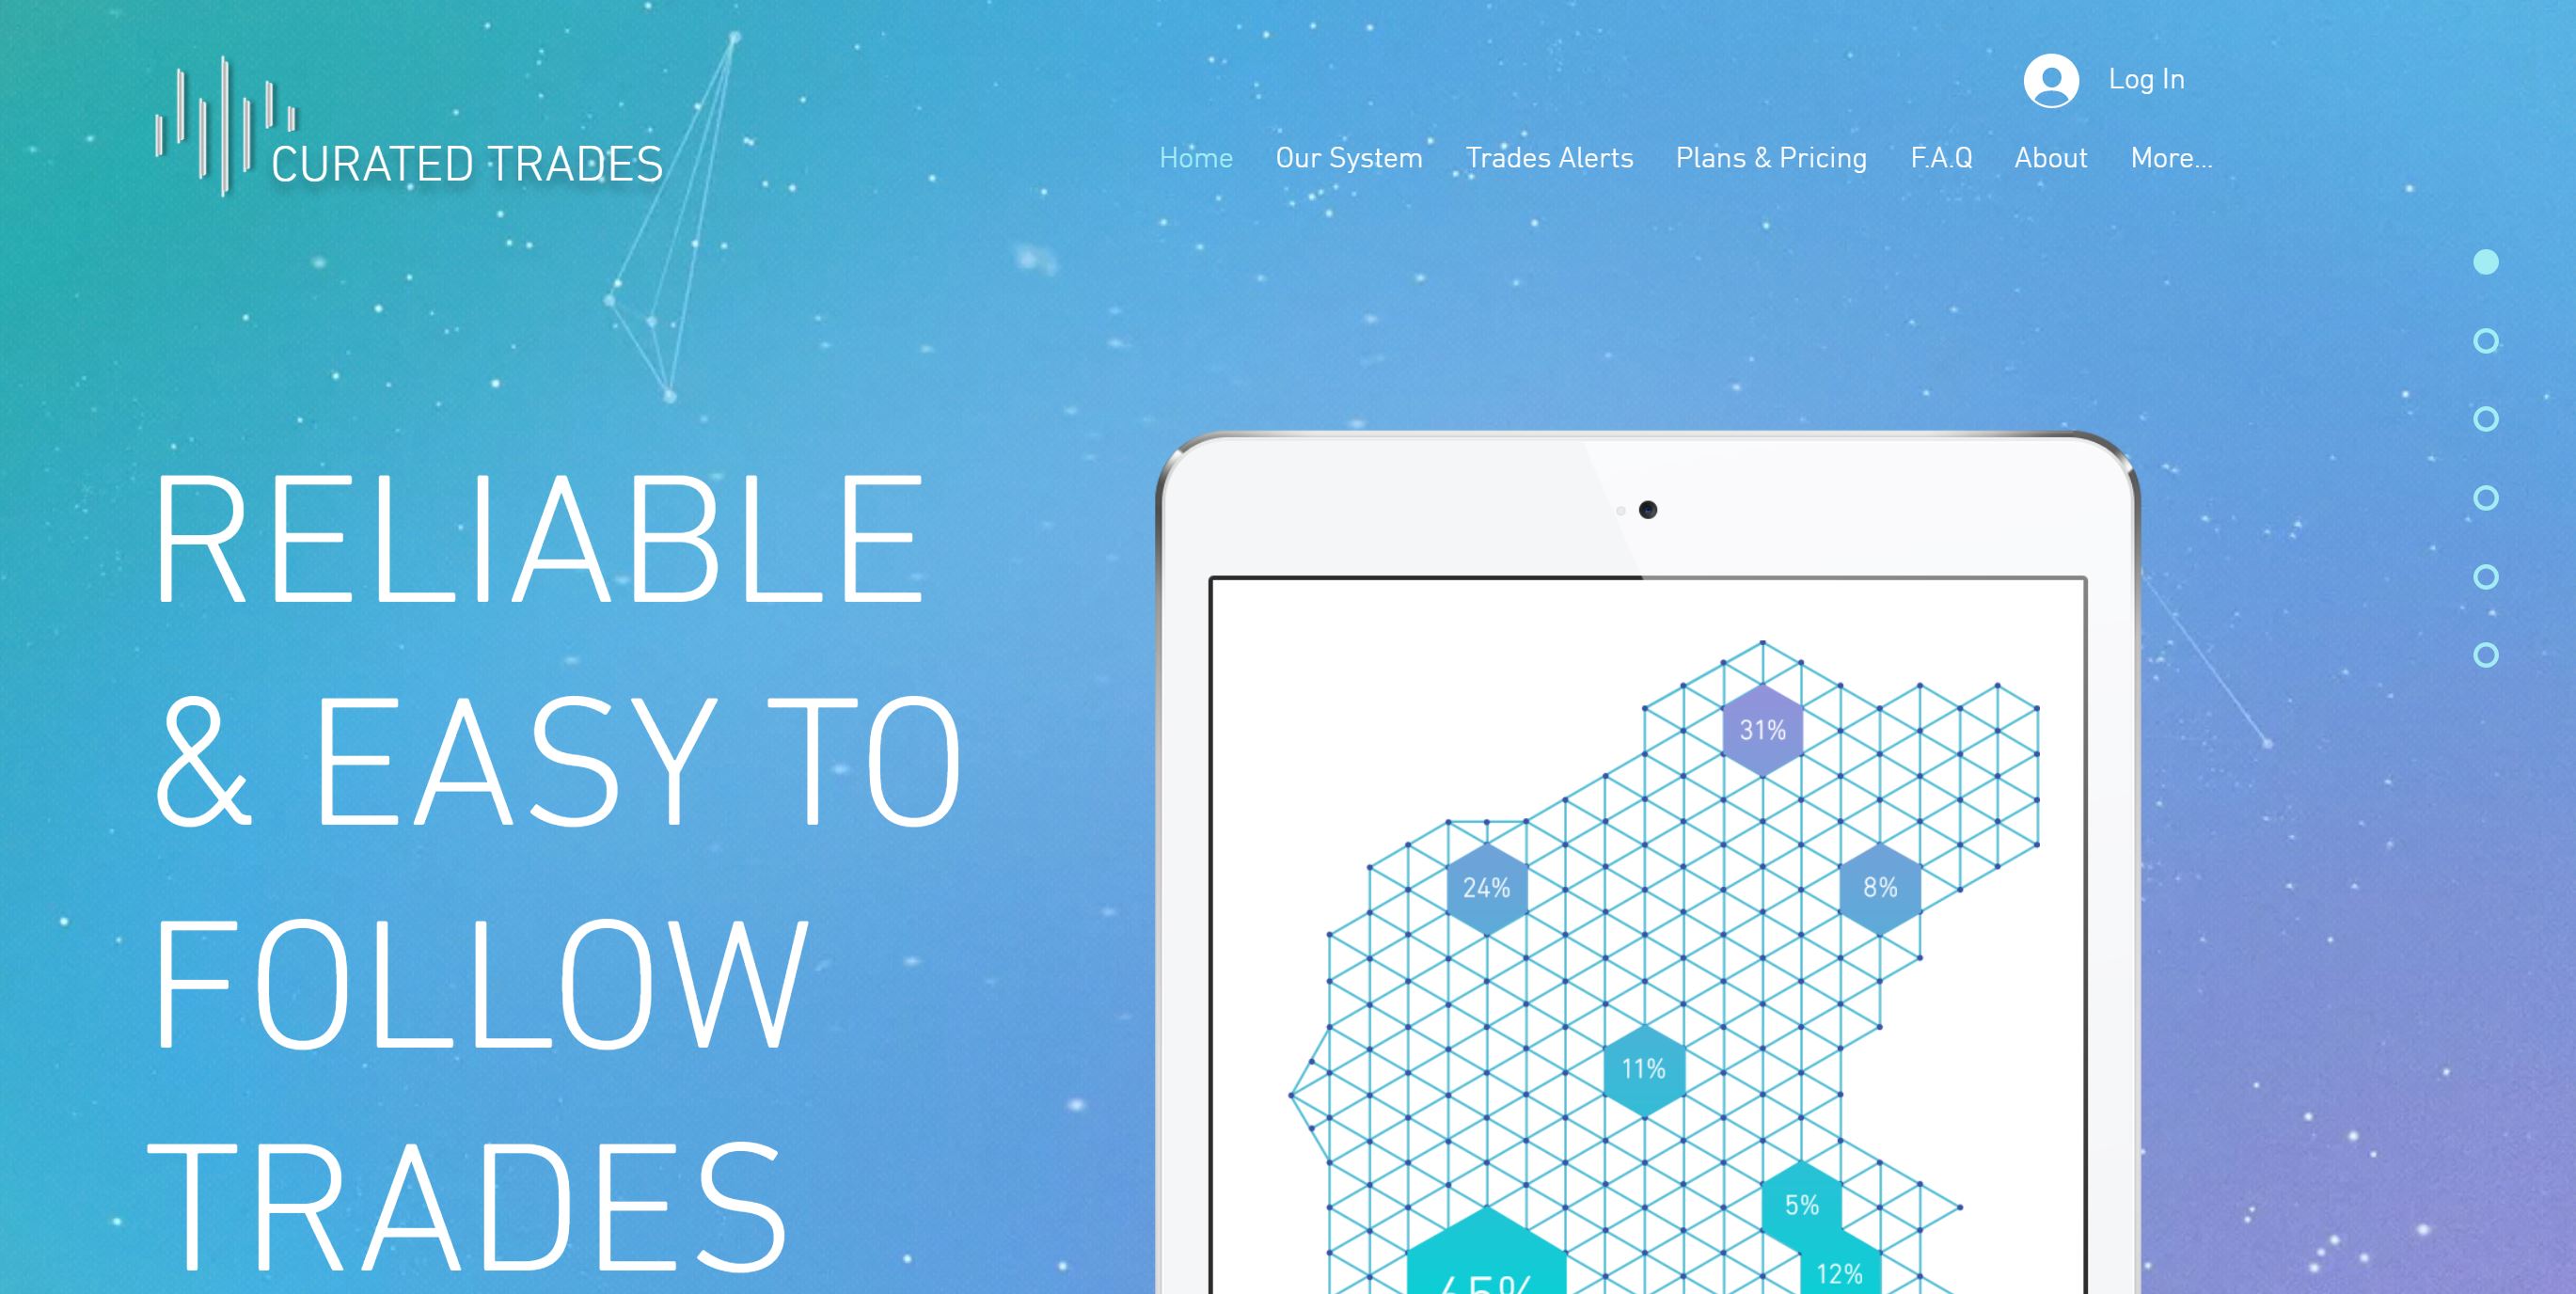 CURATED TRADES
Log In
Home Our System Trades Alerts Plans & Pricing F.A.Q About More...
RELIABLE
& EASY TO
FOLLOW
TRADES
31%
24%
8%
11%
5%
12%